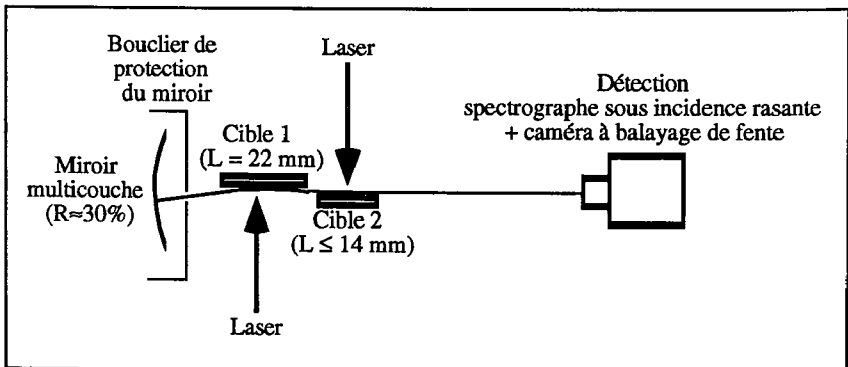 Bouclier de
protection
du miroir
Laser
Détection
spectrographe sous incidence rasante
+ caméra à balayage de fente
Cible 1
(L = 22 mm)
Miroir
multicouche
(R≈30%)
Cible 2
(L ≤ 14 mm)
Laser